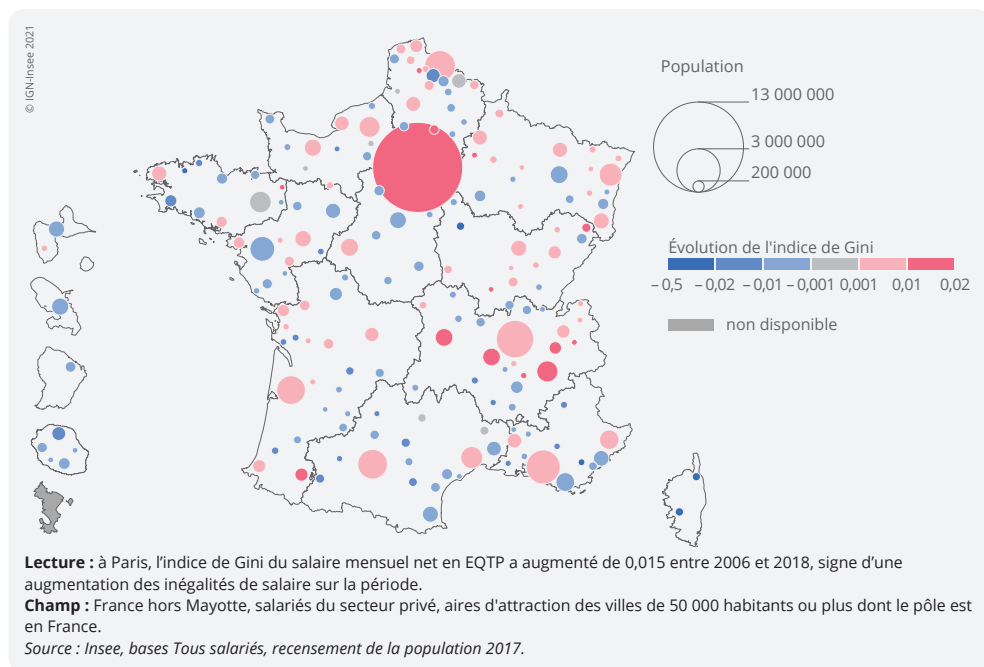 © IGN-Insee 2021
Population
13 000 000
3 000 000
200 000
Évolution de l'indice de Gini
−0,5 −0,02 −0,01 −0,001 0,001 0,01 0,02
non disponible
Lecture : à Paris, l’indice de Gini du salaire mensuel net en EQTP a augmenté de 0,015 entre 2006 et 2018, signe d’une
augmentation des inégalités de salaire sur la période.
Champ : France hors Mayotte, salariés du secteur privé, aires d'attraction des villes de 50 000 habitants ou plus dont le pôle est
en France.
Source : Insee, bases Tous salariés, recensement de la population 2017.